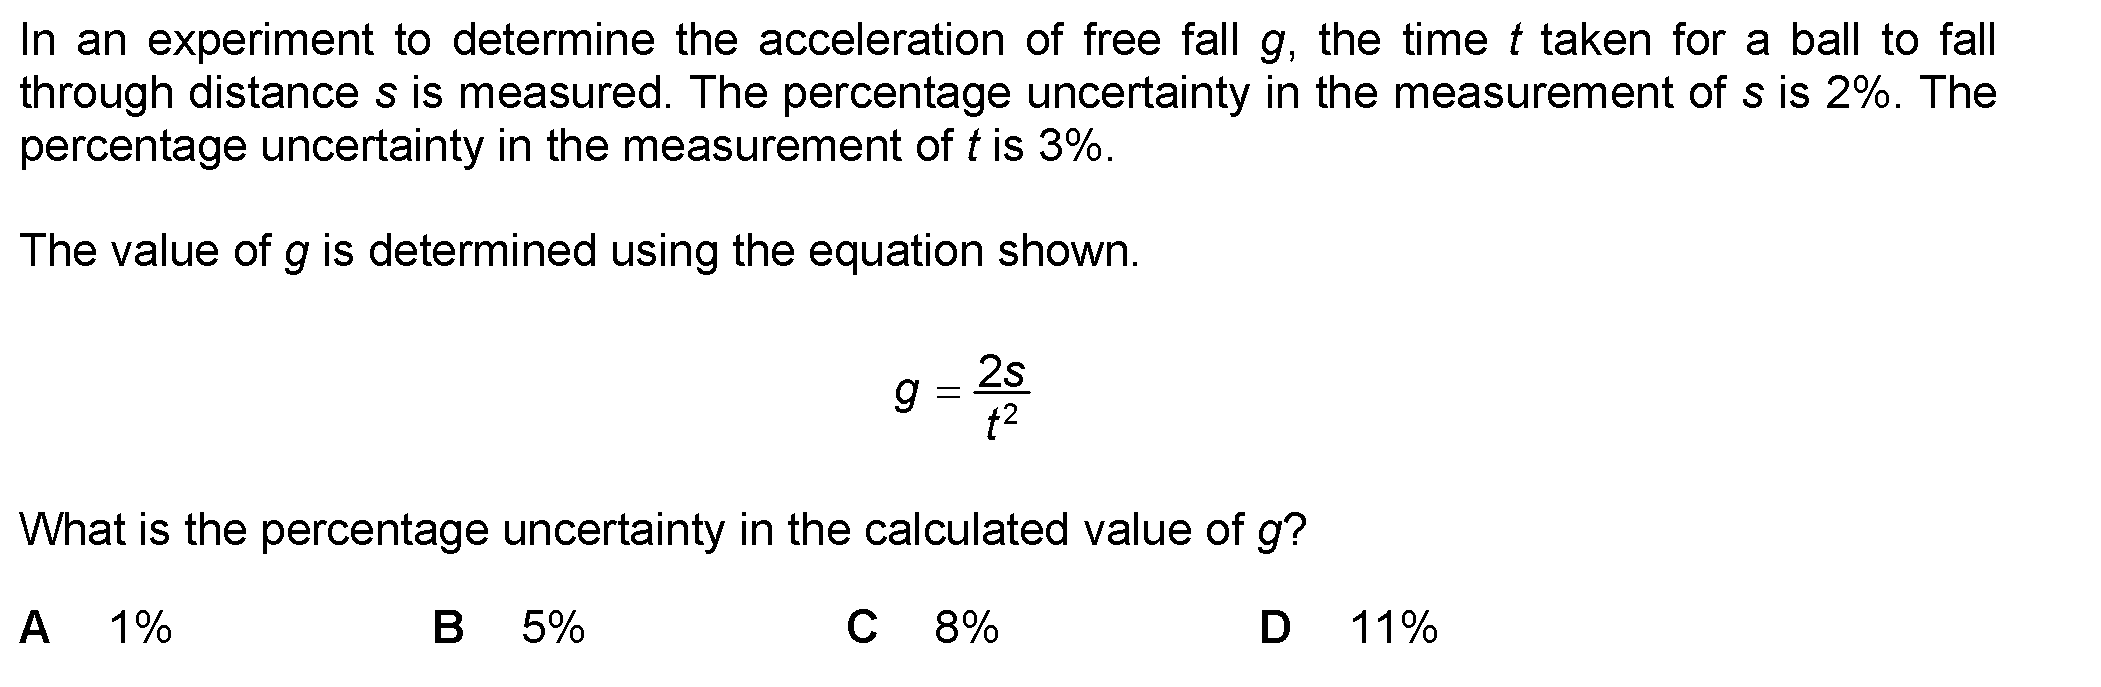 In an experiment to determine the acceleration of free fall g, the time t taken for a ball to fall
through distance s is measured. The percentage uncertainty in the measurement of s is 2%. The
percentage uncertainty in the measurement of t is 3%.
The value of g is determined using the equation shown.
g = 2s/t²
What is the percentage uncertainty in the calculated value of g?
A 1% B 5% C 8% D 11%